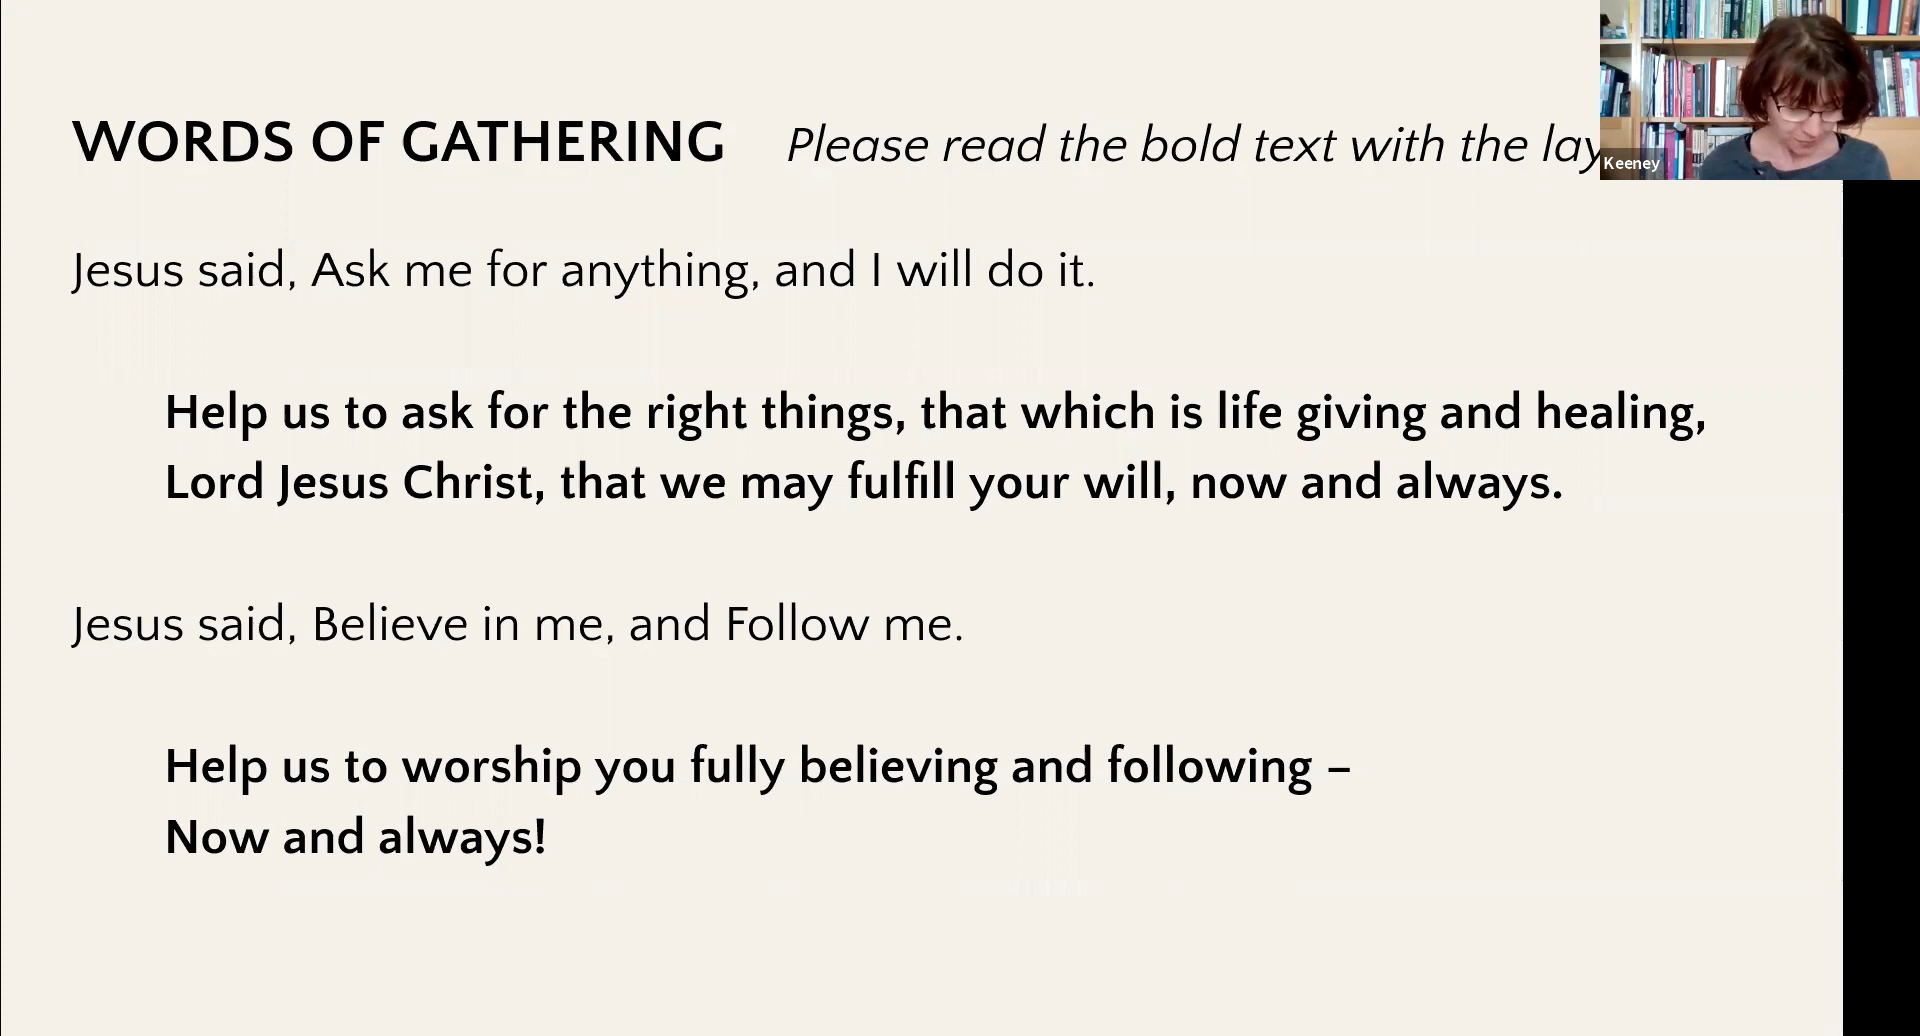 WORDS OF GATHERING Please read the bold text with the
Jesus said, Ask me for anything, and I will do it.
Help us to ask for the right things, that which is life giving and healing,
Lord Jesus Christ, that we may fulfill your will, now and always.
Jesus said, Believe in me, and Follow me.
Help us to worship you fully believing and following –
Now and always!
Keeney